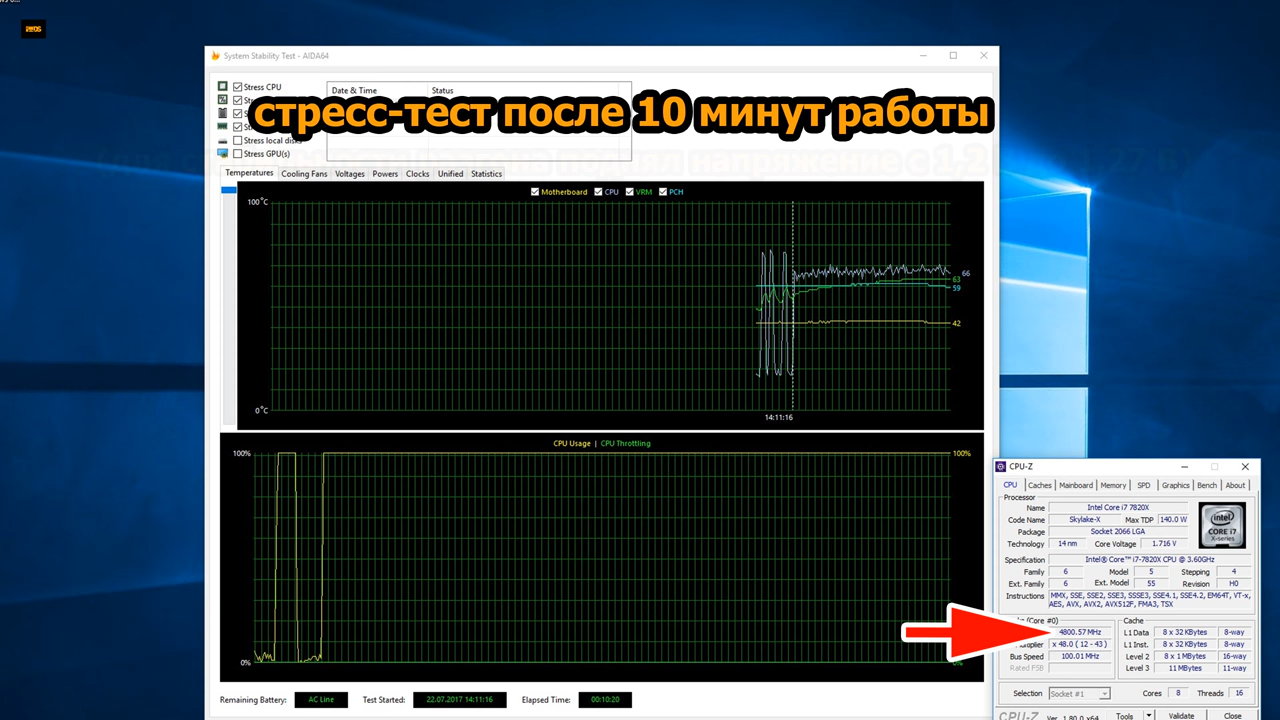 System Stability Test - AIDA64
Stress CPU
Date & Time Status
стресс-тест после 10 минут работы
Stress local disks
Stress GPU(s)
напряжение
Temperatures Cooling Fans Voltages Powers Clocks Unified Statistics
Motherboard CPU VRM PCH
100°C
66
63
59
42
0°C
14:11:16
CPU Usage | CPU Throttling
100% 100%
0% 0%
Remaining Battery: AC Line Test Started: 22.07.2017 14:11:16 Elapsed Time: 00:10:20
CPU-Z
CPU Caches Mainboard Memory SPD Graphics Bench About
Processor
Name Intel Core i7 7820X
Code Name Skylake-X Max TDP 140.0 W
Package Socket 2066 LGA
Technology 14 nm Core Voltage 1.716 V
intel
CORE i7
X-series
Specification Intel® Core™ i7-7820X CPU @ 3.60GHz
Family 6 Model 5 Stepping 4
Ext. Family 6 Ext. Model 55 Revision H0
Instructions MMX, SSE, SSE2, SSE3, SSSE3, SSE4.1, SSE4.2, EM64T, VT-x,
AES, AVX, AVX2, AVX512F, FMA3, TSX
(Core #0) Cache
4800.57 MHz L1 Data 8 x 32 KBytes 8-way
x 48.0 ( 12 - 43 ) L1 Inst. 8 x 32 KBytes 8-way
Bus Speed 100.01 MHz Level 2 8 x 1 MBytes 16-way
Rated FSB Level 3 11 MBytes 11-way
Selection Socket #1 Cores 8 Threads 16
CPU-Z Ver. 1.80.0.x64 Tools Validate Close